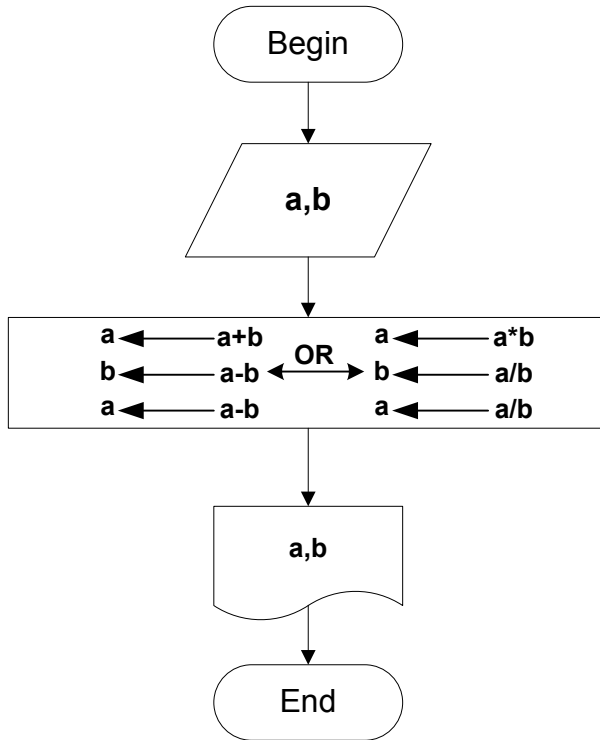 Begin
a,b
a a+b a a*b
OR
b a-b b a/b
a a-b a a/b
a,b
End